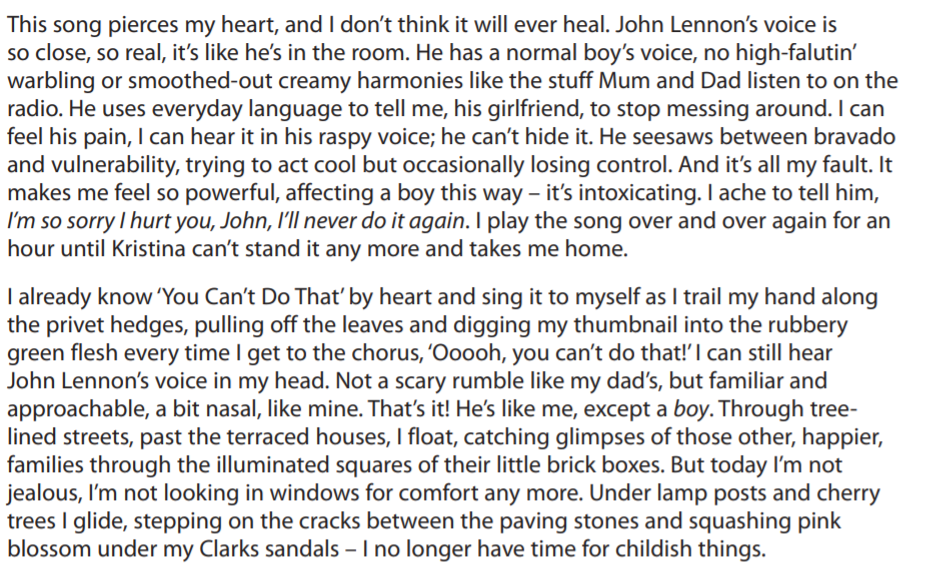 This song pierces my heart, and I don’t think it will ever heal. John Lennon’s voice is
so close, so real, it’s like he’s in the room. He has a normal boy’s voice, no high-falutin’
warbling or smoothed-out creamy harmonies like the stuff Mum and Dad listen to on the
radio. He uses everyday language to tell me, his girlfriend, to stop messing around. I can
feel his pain, I can hear it in his raspy voice; he can’t hide it. He seesaws between bravado
and vulnerability, trying to act cool but occasionally losing control. And it’s all my fault. It
makes me feel so powerful, affecting a boy this way – it’s intoxicating. I ache to tell him,
I’m so sorry I hurt you, John, I’ll never do it again. I play the song over and over again for an
hour until Kristina can’t stand it any more and takes me home.
I already know ‘You Can’t Do That’ by heart and sing it to myself as I trail my hand along
the privet hedges, pulling off the leaves and digging my thumbnail into the rubbery
green flesh every time I get to the chorus, ‘Ooooh, you can’t do that!’ I can still hear
John Lennon’s voice in my head. Not a scary rumble like my dad’s, but familiar and
approachable, a bit nasal, like mine. That’s it! He’s like me, except a boy. Through tree-
lined streets, past the terraced houses, I float, catching glimpses of those other, happier,
families through the illuminated squares of their little brick boxes. But today I’m not
jealous, I’m not looking in windows for comfort any more. Under lamp posts and cherry
trees I glide, stepping on the cracks between the paving stones and squashing pink
blossom under my Clarks sandals – I no longer have time for childish things.